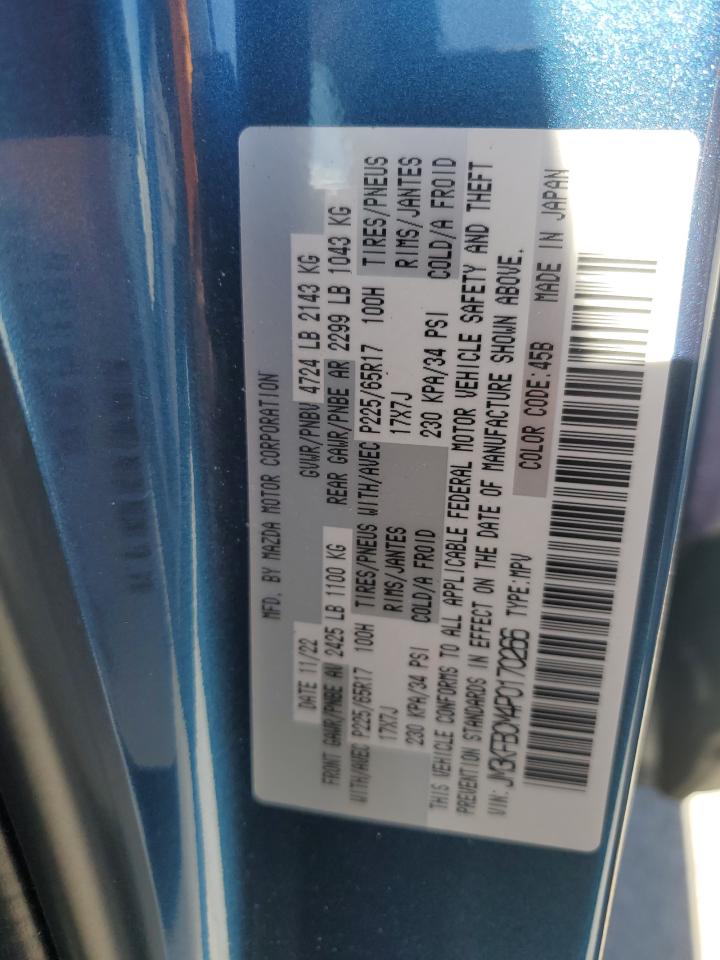 MFD. BY MAZDA MOTOR CORPORATION
DATE 11/22 GVWR/PNBV 4724 LB 2143 KG
FRONT GAWR/PNBE AV 2425 LB 1100 KG REAR GAWR/PNBE AR 2299 LB 1043 KG
WITH/AVEC P225/65R17 100H TIRES/PNEUS WITH/AVEC P225/65R17 100H TIRES/PNEUS
17X7J RIMS/JANTES 17X7J RIMS/JANTES
230 KPA/34 PSI COLD/A FROID 230 KPA/34 PSI COLD/A FROID
THIS VEHICLE CONFORMS TO ALL APPLICABLE FEDERAL MOTOR VEHICLE SAFETY AND THEFT
PREVENTION STANDARDS IN EFFECT ON THE DATE OF MANUFACTURE SHOWN ABOVE.
VIN: JM3KFBDM4P0170266 TYPE:MPV COLOR CODE:45B MADE IN JAPAN